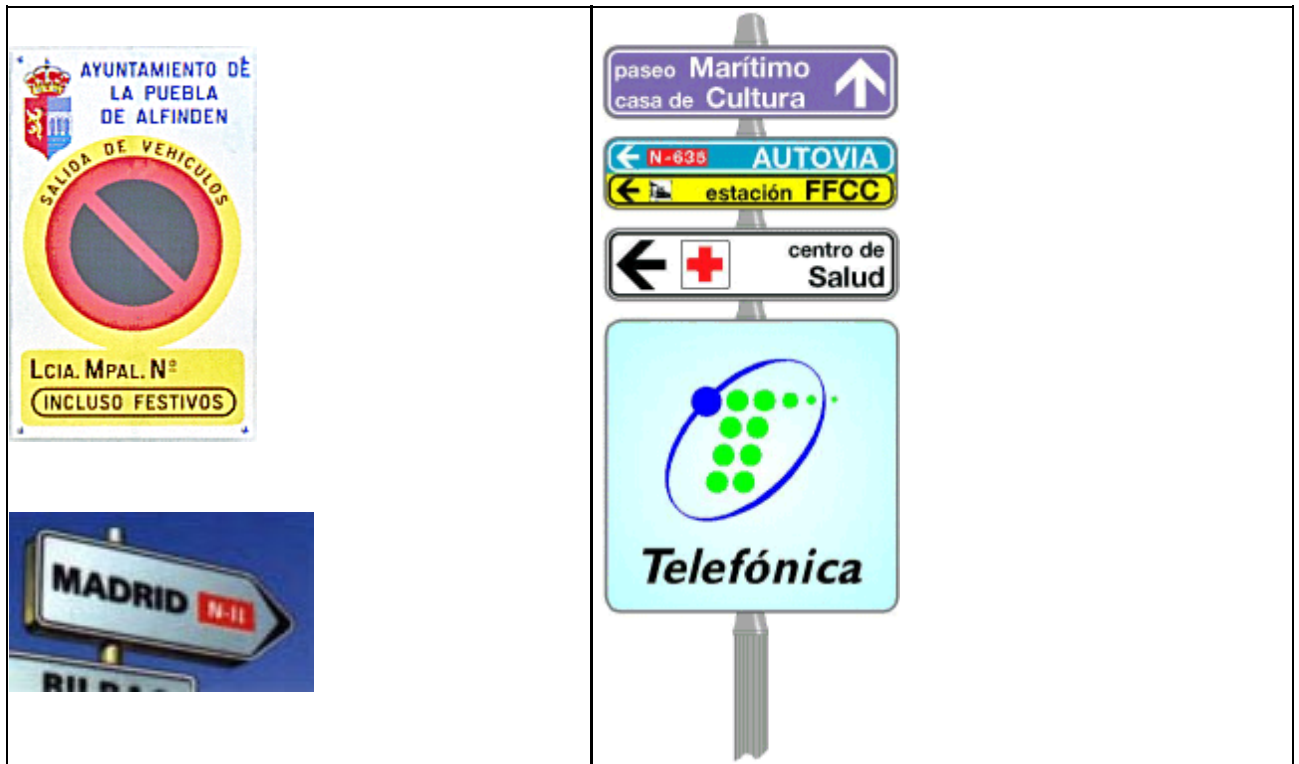 AYUNTAMIENTO DE
LA PUEBLA
DE ALFINDEN
SALIDA DE VEHICULOS
LCIA. MPAL. Nº
INCLUSO FESTIVOS
MADRID N-II
paseo Marítimo
casa de Cultura
N-635 AUTOVIA
estación FFCC
centro de
Salud
Telefónica